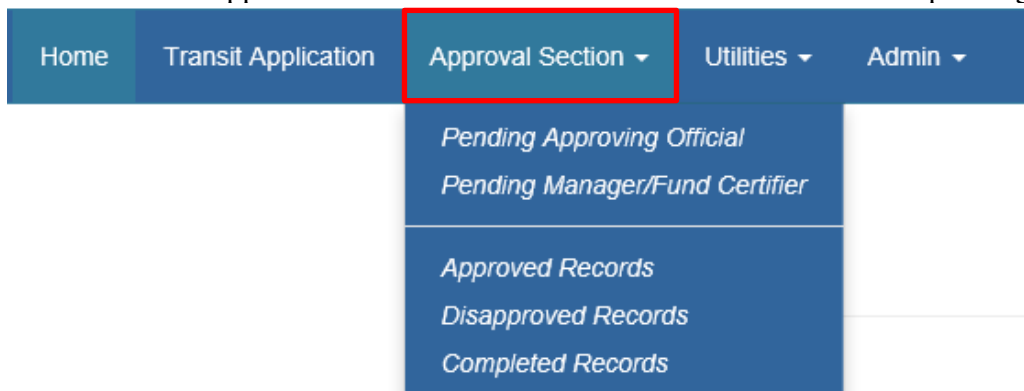 Home Transit Application Approval Section Utilities Admin
Pending Approving Official
Pending Manager/Fund Certifier
Approved Records
Disapproved Records
Completed Records